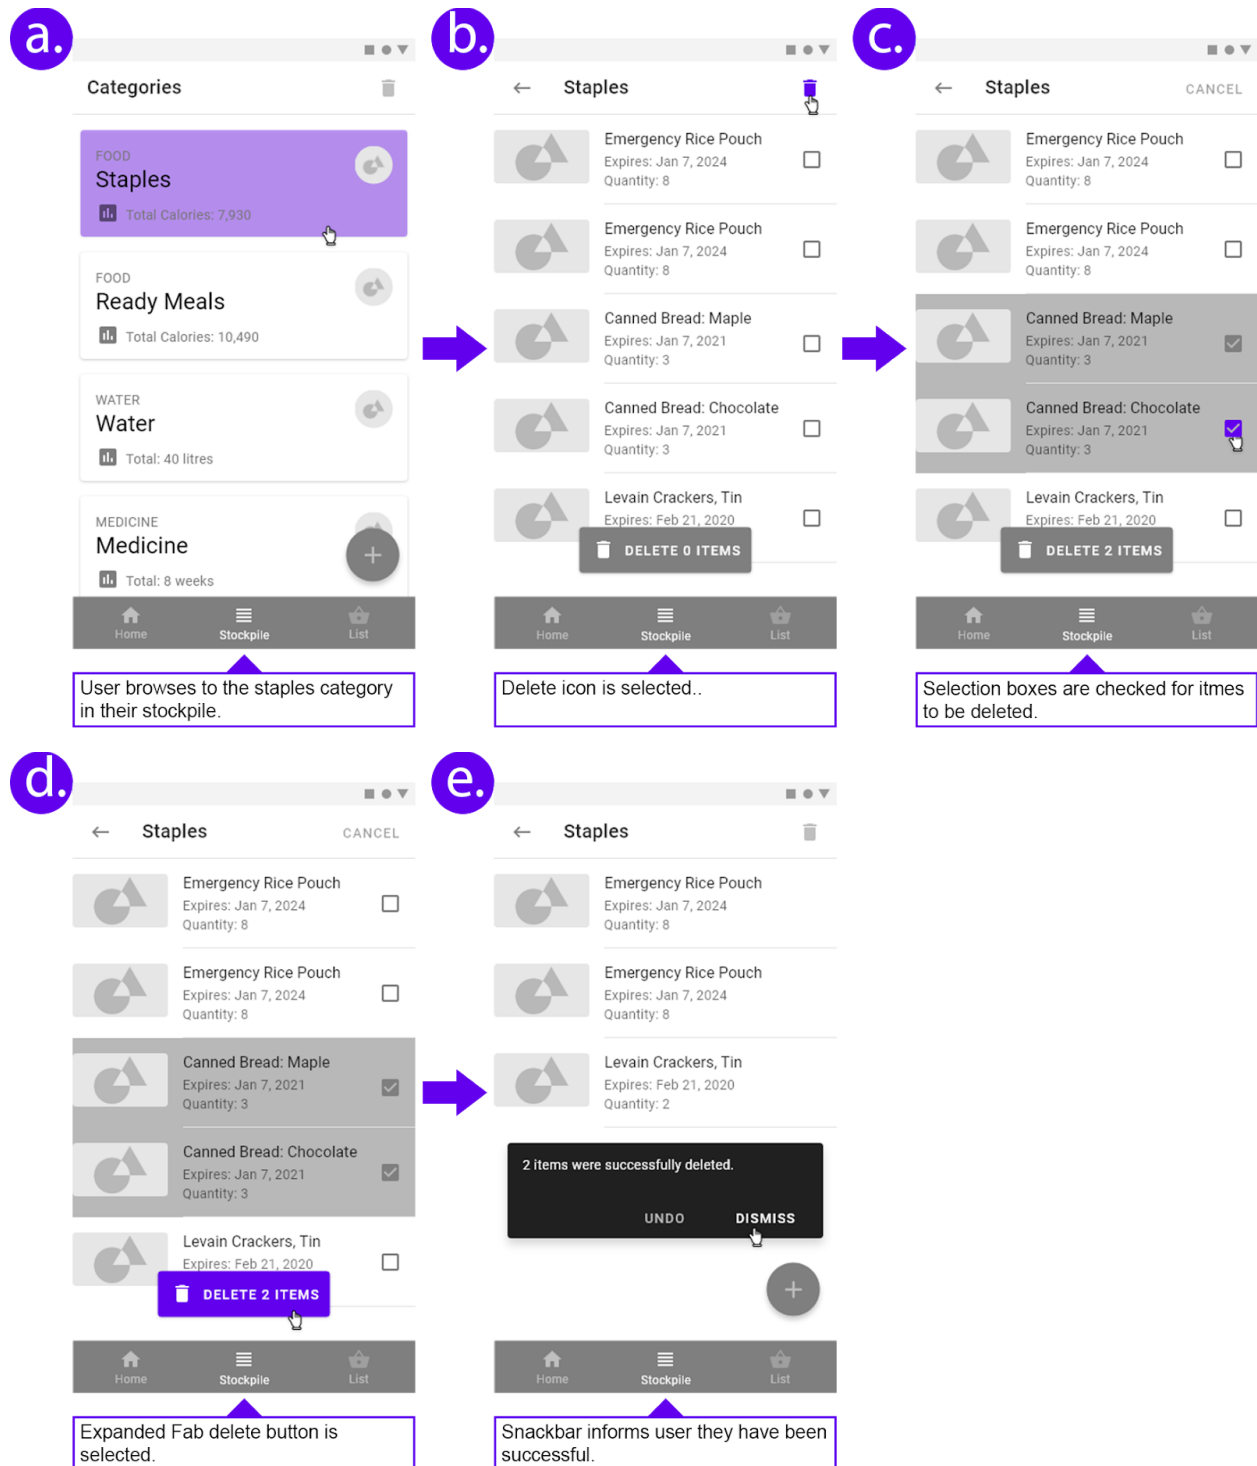 a.
Categories
FOOD
Staples
Total Calories: 7,930
FOOD
Ready Meals
Total Calories: 10,490
WATER
Water
Total: 40 litres
MEDICINE
Medicine
Total: 8 weeks
+
Home
Stockpile
List
User browses to the staples category
in their stockpile.
b.
Staples
Emergency Rice Pouch
Expires: Jan 7, 2024
Quantity: 8
Emergency Rice Pouch
Expires: Jan 7, 2024
Quantity: 8
Canned Bread: Maple
Expires: Jan 7, 2021
Quantity: 3
Canned Bread: Chocolate
Expires: Jan 7, 2021
Quantity: 3
Levain Crackers, Tin
Expires: Feb 21, 2020
DELETE 0 ITEMS
Home
Stockpile
List
Delete icon is selected..
c.
Staples
CANCEL
Emergency Rice Pouch
Expires: Jan 7, 2024
Quantity: 8
Emergency Rice Pouch
Expires: Jan 7, 2024
Quantity: 8
Canned Bread: Maple
Expires: Jan 7, 2021
Quantity: 3
Canned Bread: Chocolate
Expires: Jan 7, 2021
Quantity: 3
Levain Crackers, Tin
Expires: Feb 21, 2020
DELETE 2 ITEMS
Home
Stockpile
List
Selection boxes are checked for itmes
to be deleted.
d.
Staples
CANCEL
Emergency Rice Pouch
Expires: Jan 7, 2024
Quantity: 8
Emergency Rice Pouch
Expires: Jan 7, 2024
Quantity: 8
Canned Bread: Maple
Expires: Jan 7, 2021
Quantity: 3
Canned Bread: Chocolate
Expires: Jan 7, 2021
Quantity: 3
Levain Crackers, Tin
Expires: Feb 21, 2020
DELETE 2 ITEMS
Home
Stockpile
List
Expanded Fab delete button is
selected.
e.
Staples
Emergency Rice Pouch
Expires: Jan 7, 2024
Quantity: 8
Emergency Rice Pouch
Expires: Jan 7, 2024
Quantity: 8
Levain Crackers, Tin
Expires: Feb 21, 2020
Quantity: 2
2 items were successfully deleted.
UNDO
DISMISS
+
Home
Stockpile
List
Snackbar informs user they have been
successful.